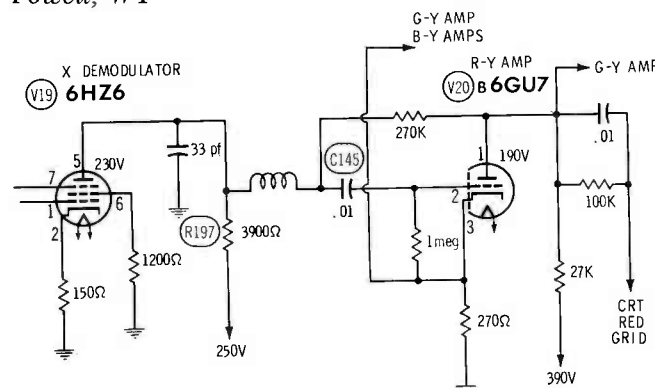 Powell, WY
G-Y AMP
B-Y AMPS
X DEMODULATOR
V19 6HZ6
R-Y AMP
V20 B 6GU7
G-Y AMP
5
230V
33 pf
270K
C145
.01
1
190V
.01
7
1
2
6
2
3
R197
3900Ω
1 meg
100K
1200Ω
150Ω
27K
270Ω
CRT
RED
GRID
250V
390V